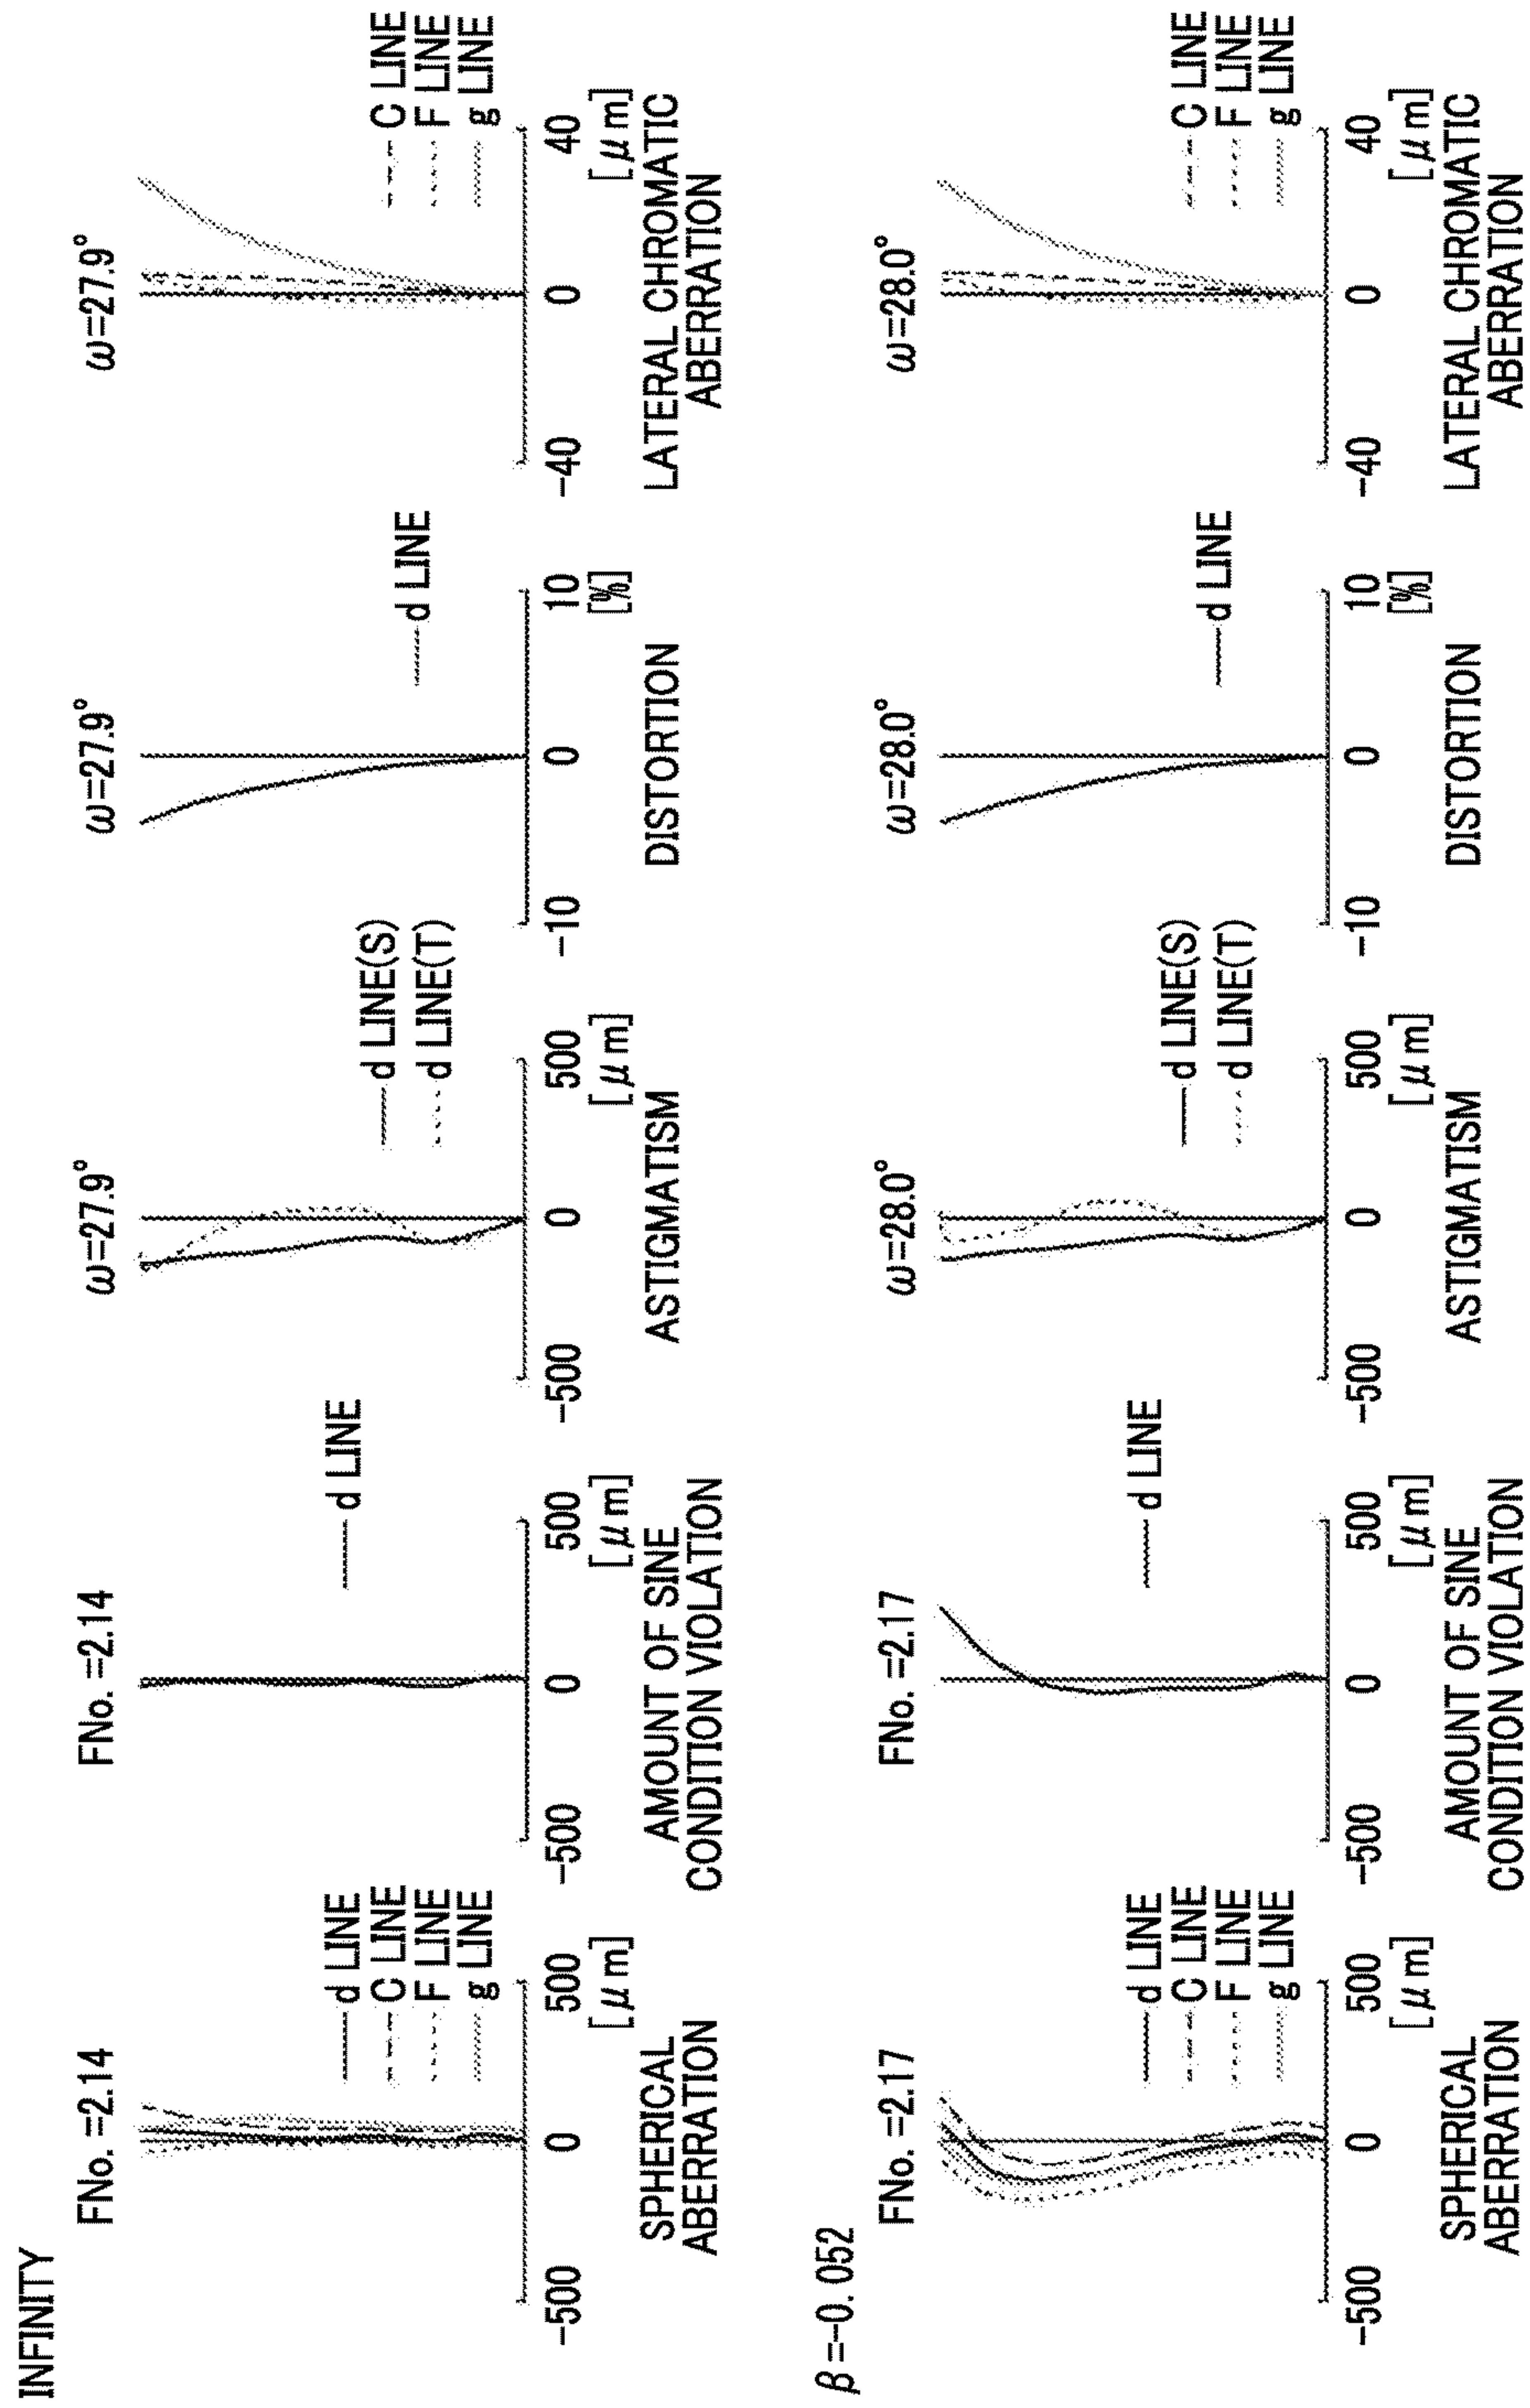 INFINITY
FNo. =2.14
d LINE
C LINE
F LINE
g LINE
-500
0
500
[μm]
SPHERICAL
ABERRATION
FNo. =2.14
d LINE
-500
0
500
[μm]
AMOUNT OF SINE
CONDITION VIOLATION
ω=27.9°
d LINE(S)
d LINE(T)
-500
0
500
[μm]
ASTIGMATISM
ω=27.9°
d LINE
-10
0
10
[%]
DISTORTION
ω=27.9°
C LINE
F LINE
g LINE
-40
0
40
[μm]
LATERAL CHROMATIC
ABERRATION
β=-0.052
FNo. =2.17
d LINE
C LINE
F LINE
g LINE
-500
0
500
[μm]
SPHERICAL
ABERRATION
FNo. =2.17
d LINE
-500
0
500
[μm]
AMOUNT OF SINE
CONDITION VIOLATION
ω=28.0°
d LINE(S)
d LINE(T)
-500
0
500
[μm]
ASTIGMATISM
ω=28.0°
d LINE
-10
0
10
[%]
DISTORTION
ω=28.0°
C LINE
F LINE
g LINE
-40
0
40
[μm]
LATERAL CHROMATIC
ABERRATION